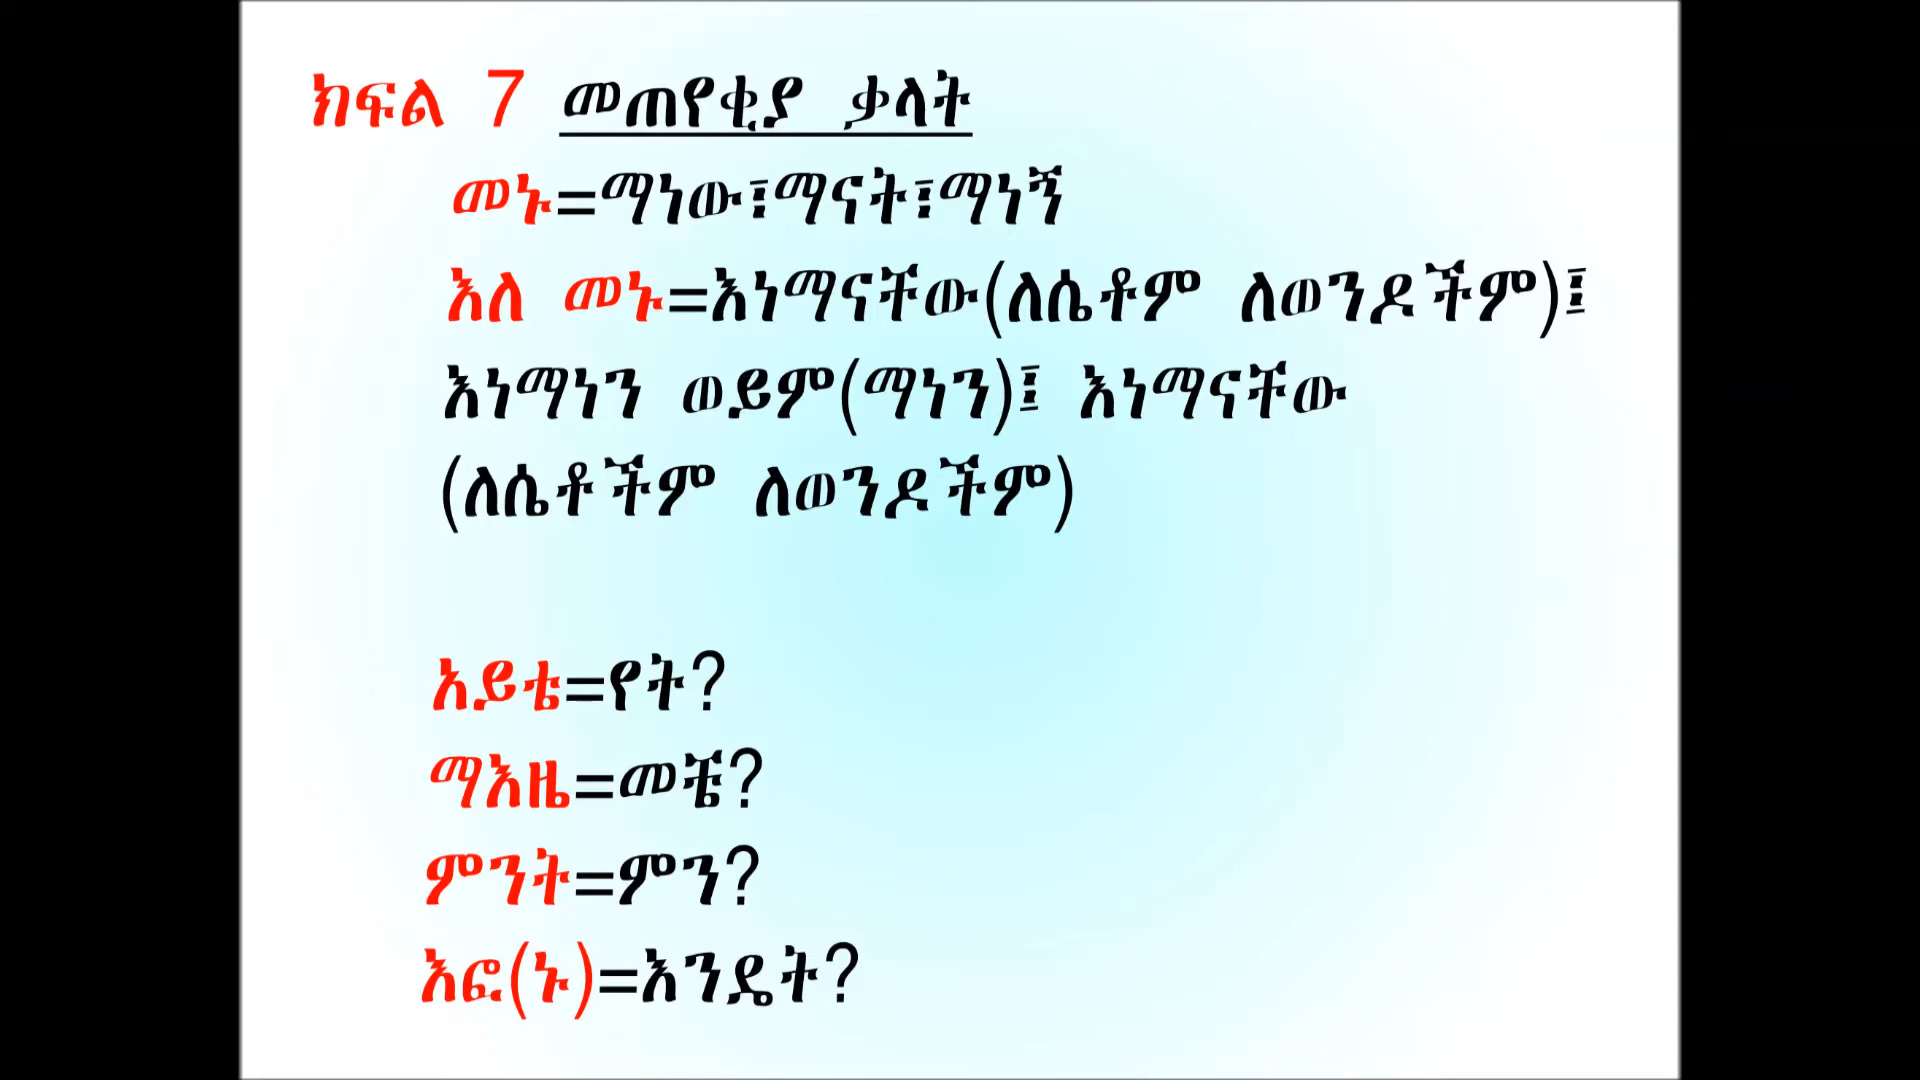 ክፍል 7 መጠየቂያ ቃላት
መኑ=ማነው፣ማናት፣ማነኝ
እለ መኑ=እነማናቸው(ለሴቶም ለወንዶችም)፤
እነማነን ወይም(ማነን)፤ እነማናቸው
(ለሴቶችም ለወንዶችም)
አይቴ=የት?
ማእዜ=መቼ?
ምንት=ምን?
እፎ(ኑ)=እንዴት?